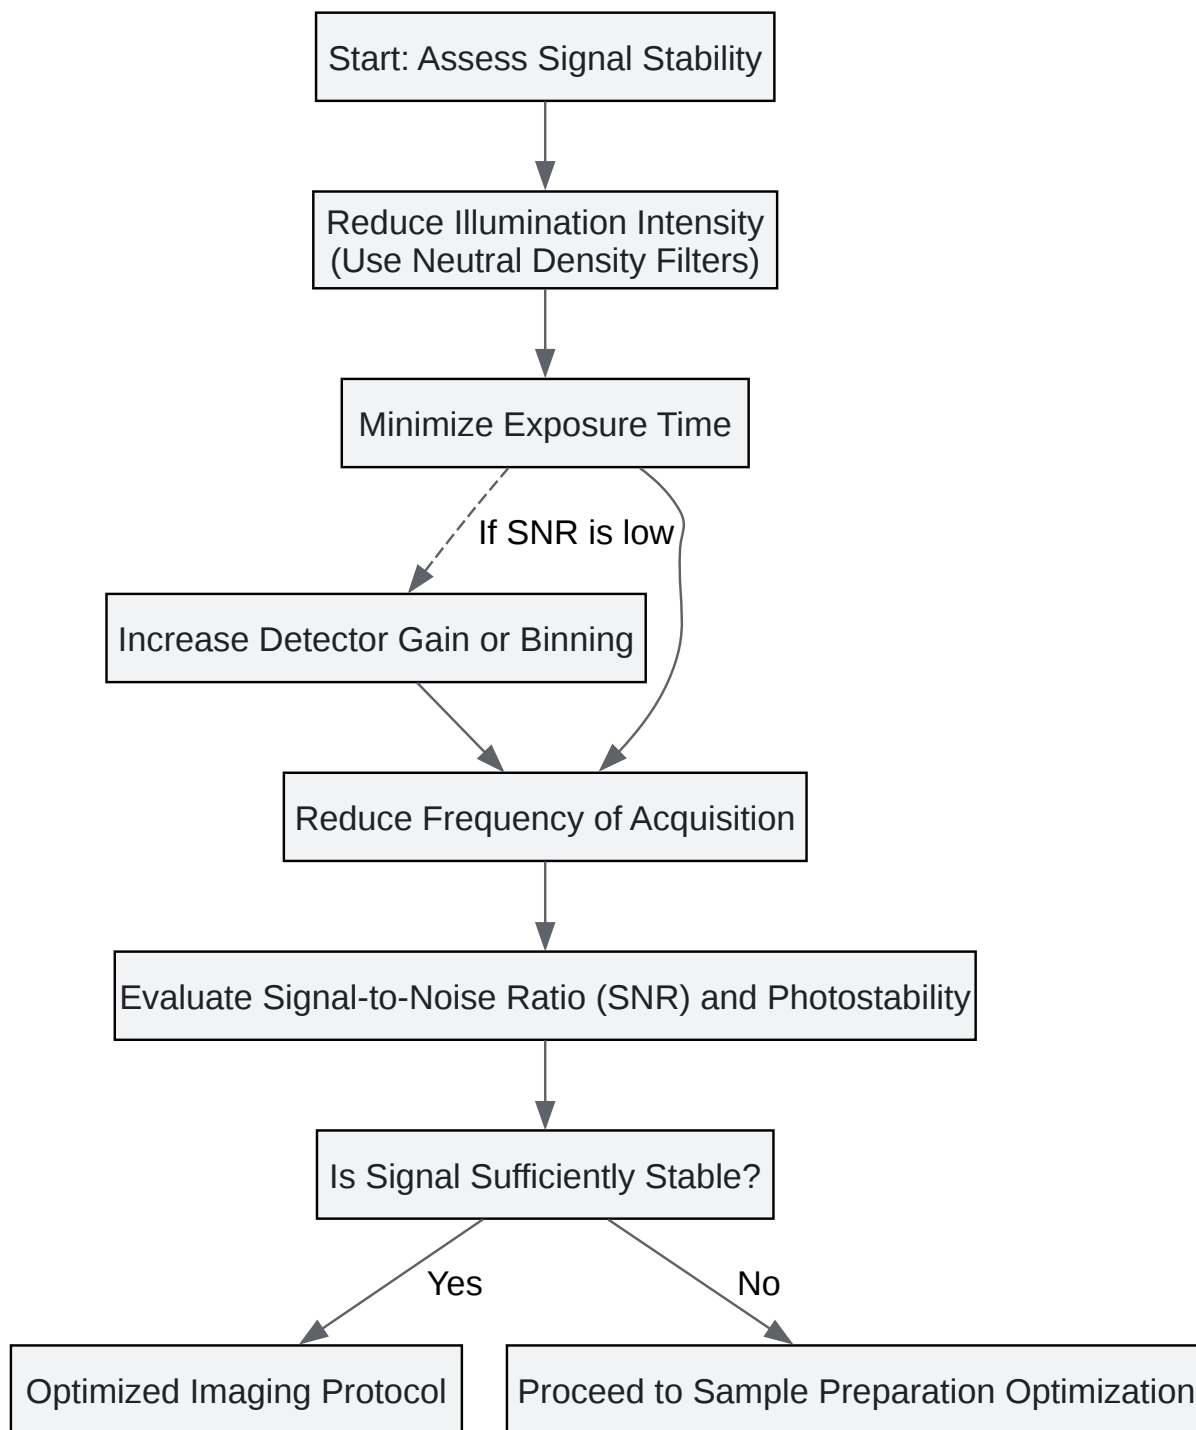 Start: Assess Signal Stability
Reduce Illumination Intensity
(Use Neutral Density Filters)
Minimize Exposure Time
If SNR is low
Increase Detector Gain or Binning
Reduce Frequency of Acquisition
Evaluate Signal-to-Noise Ratio (SNR) and Photostability
Is Signal Sufficiently Stable?
Yes
No
Optimized Imaging Protocol
Proceed to Sample Preparation Optimization